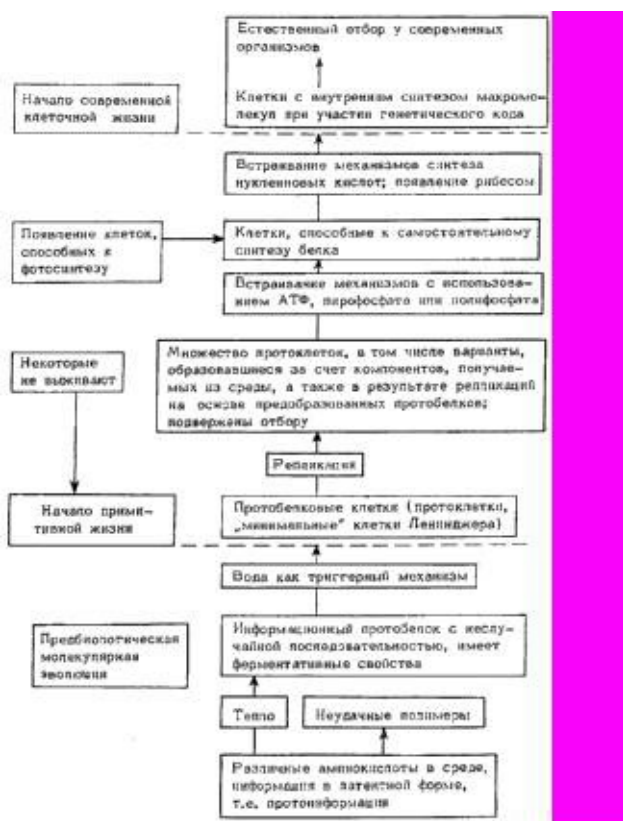 Естественный отбор у современных
организмов
Клетки с внутренним синтезом макромо-
лекул при участии генетического кода
Начало современной
клеточной жизни
Встраивание механизмов синтеза
нуклеиновых кислот; появление рибосом
Появление клеток,
способных к
фотосинтезу
Клетки, способные к самостоятельному
синтезу белка
Встраивание механизмов с использова-
нием АТФ, пирофосфата или полифосфата
Некоторые
не выживают
Множество протоклеток, в том числе варианты,
образовавшиеся за счет компонентов, получае-
мых из среды, а также в результате репликаций
на основе предобразованных протобелков;
подвержены отбору
Репликация
Начало прими-
тивной жизни
Протобелковые клетки (протоклетки,
„минимальные" клетки Ленинджера)
Вода как триггерный механизм
Предбиологическая
молекулярная
эволюция
Информационный протобелок с неслу-
чайной последовательностью, имеет
ферментативные свойства
Тепло
Неудачные полимеры
Различные аминокислоты в среде,
информация в латентной форме,
т.е. протоинформация